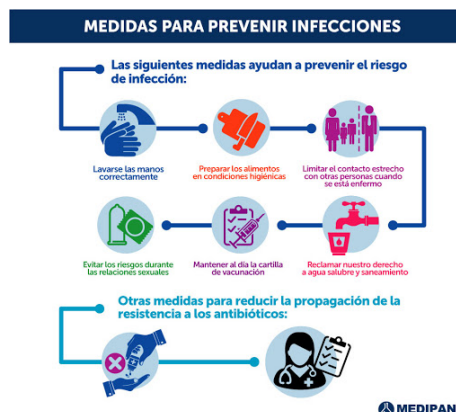 MEDIDAS PARA PREVENIR INFECCIONES
Las siguientes medidas ayudan a prevenir el riesgo
de infección:
Lavarse las manos
correctamente
Preparar los alimentos
en condiciones higiénicas
Limitar el contacto estrecho
con otras personas cuando
se está enfermo
Evitar los riesgos durante
las relaciones sexuales
Mantener al día la cartilla
de vacunación
Reclamar nuestro derecho
a agua salubre y saneamiento
Otras medidas para reducir la propagación de la
resistencia a los antibióticos:
MEDIPAN